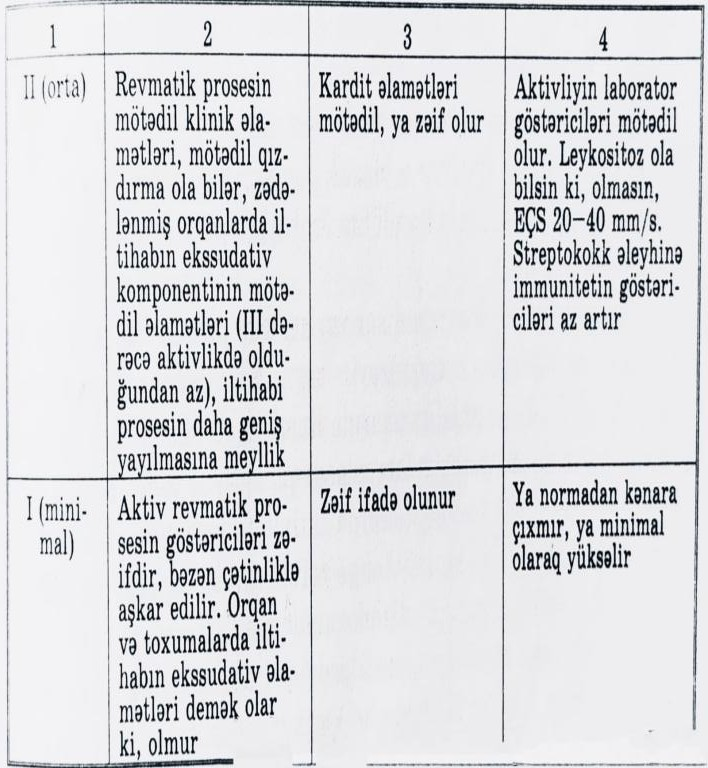 1
2
3
4
II (orta)
Revmatik prosesin
mötədil klinik əla-
mətləri, mötədil qız-
dırma ola bilər, zədə-
lənmiş orqanlarda il-
tihabın ekssudativ
komponentinin mötə-
dil əlamətləri (III də-
rəcə aktivlikdə oldu-
ğundan az), iltihabi
prosesin daha geniş
yayılmasına meyllik
Kardit əlamətləri
mötədil, ya zəif olur
Aktivliyin laborator
göstəriciləri mötədil
olur. Leykositoz ola
bilsin ki, olmasın,
EÇS 20–40 mm/s.
Streptokokk əleyhinə
immunitetin göstəri-
ciləri az artır
I (mini-
mal)
Aktiv revmatik pro-
sesin göstəriciləri zə-
ifdir, bəzən çətinliklə
aşkar edilir. Orqan
və toxumalarda ilti-
habın ekssudativ əla-
mətləri demək olar
ki, olmur
Zəif ifadə olunur
Ya normadan kənara
çıxmır, ya minimal
olaraq yüksəlir